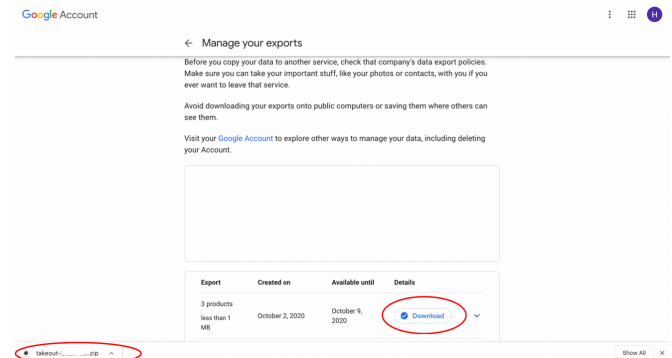 Google Account
H
Manage your exports
Before you copy your data to another service, check that company's data export policies.
Make sure you can take your important stuff, like your photos or contacts, with you if you
ever want to leave that service.
Avoid downloading your exports onto public computers or saving them where others can
see them.
Visit your Google Account to explore other ways to manage your data, including deleting
your Account.
Export Created on Available until Details
3 products
less than 1
MB
October 2, 2020
October 9,
2020
Download
takeout-
.zip
Show All